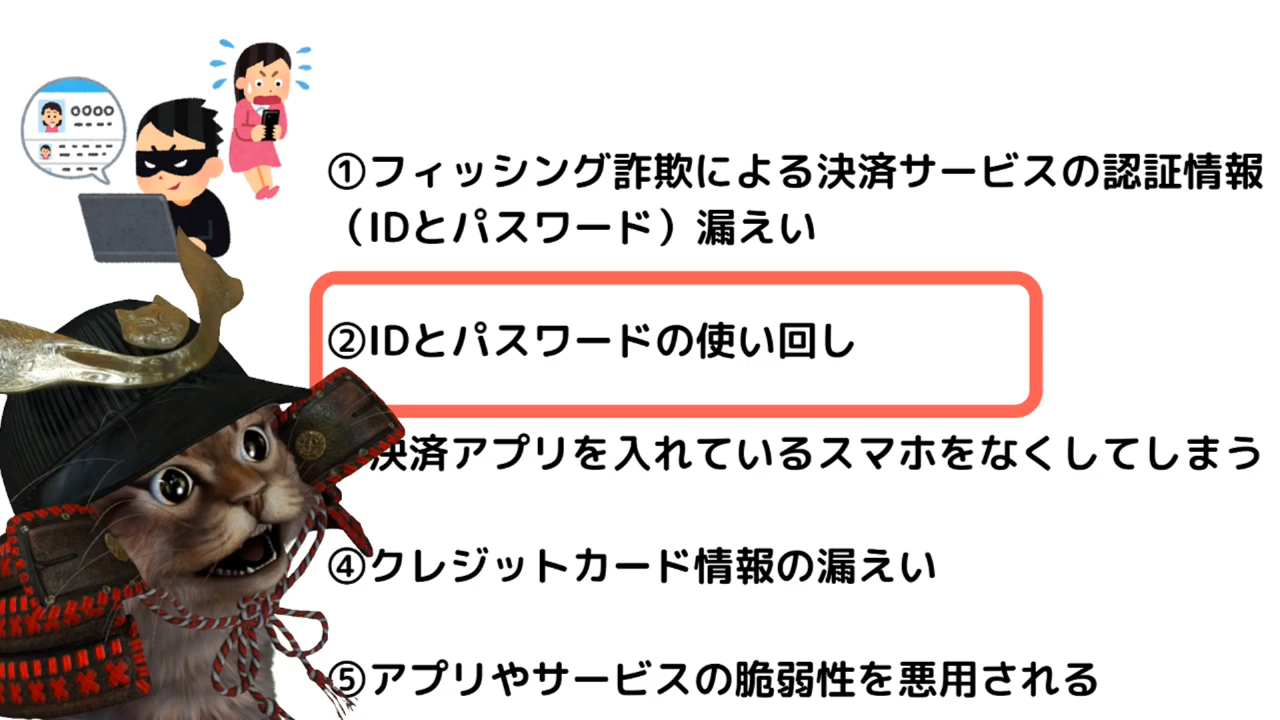 ①フィッシング詐欺による決済サービスの認証情報
（IDとパスワード）漏えい
②IDとパスワードの使い回し
決済アプリを入れているスマホをなくしてしまう
④クレジットカード情報の漏えい
⑤アプリやサービスの脆弱性を悪用される